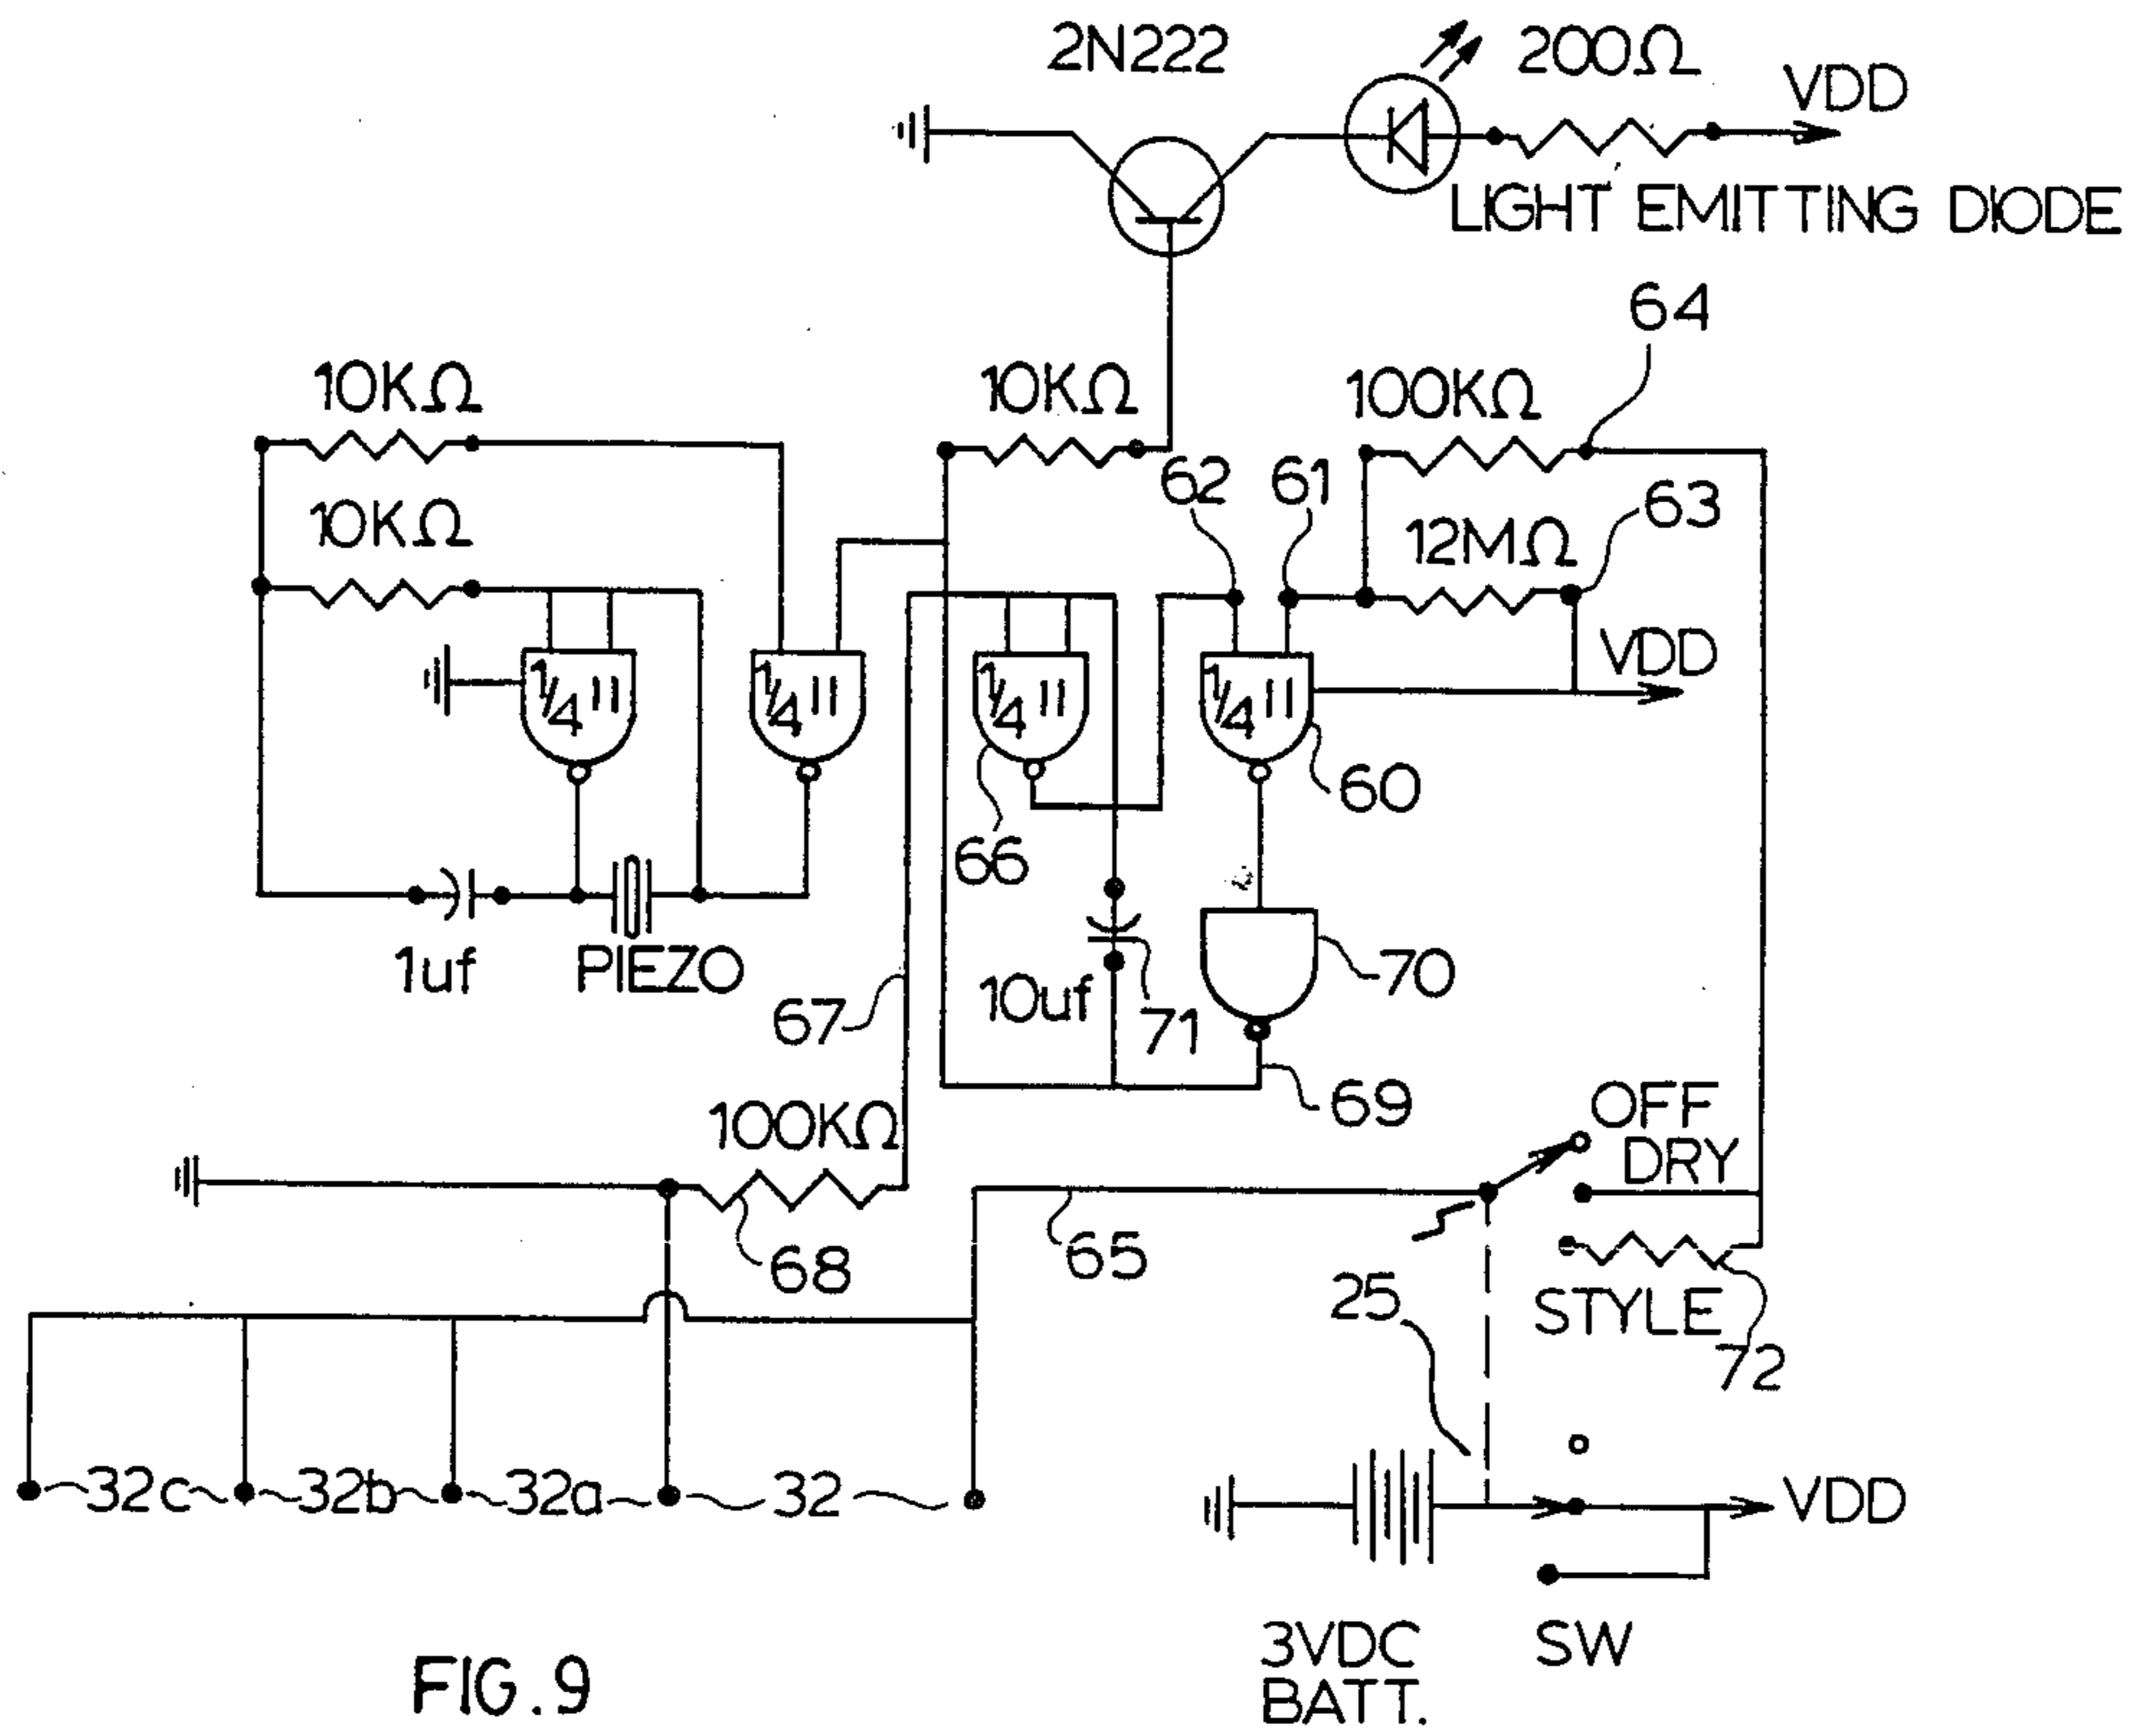 2N222
200Ω
VDD
LIGHT EMITTING DIODE
64
10KΩ
10KΩ
100KΩ
62
61
63
10KΩ
12MΩ
VDD
1/4 11
1/4 11
1/4 11
1/4 11
60
66
1uf
PIEZO
67
10uf
71
70
69
100KΩ
OFF
DRY
68
65
25
STYLE
72
32c
32b
32a
32
VDD
3VDC
BATT.
SW
FIG. 9